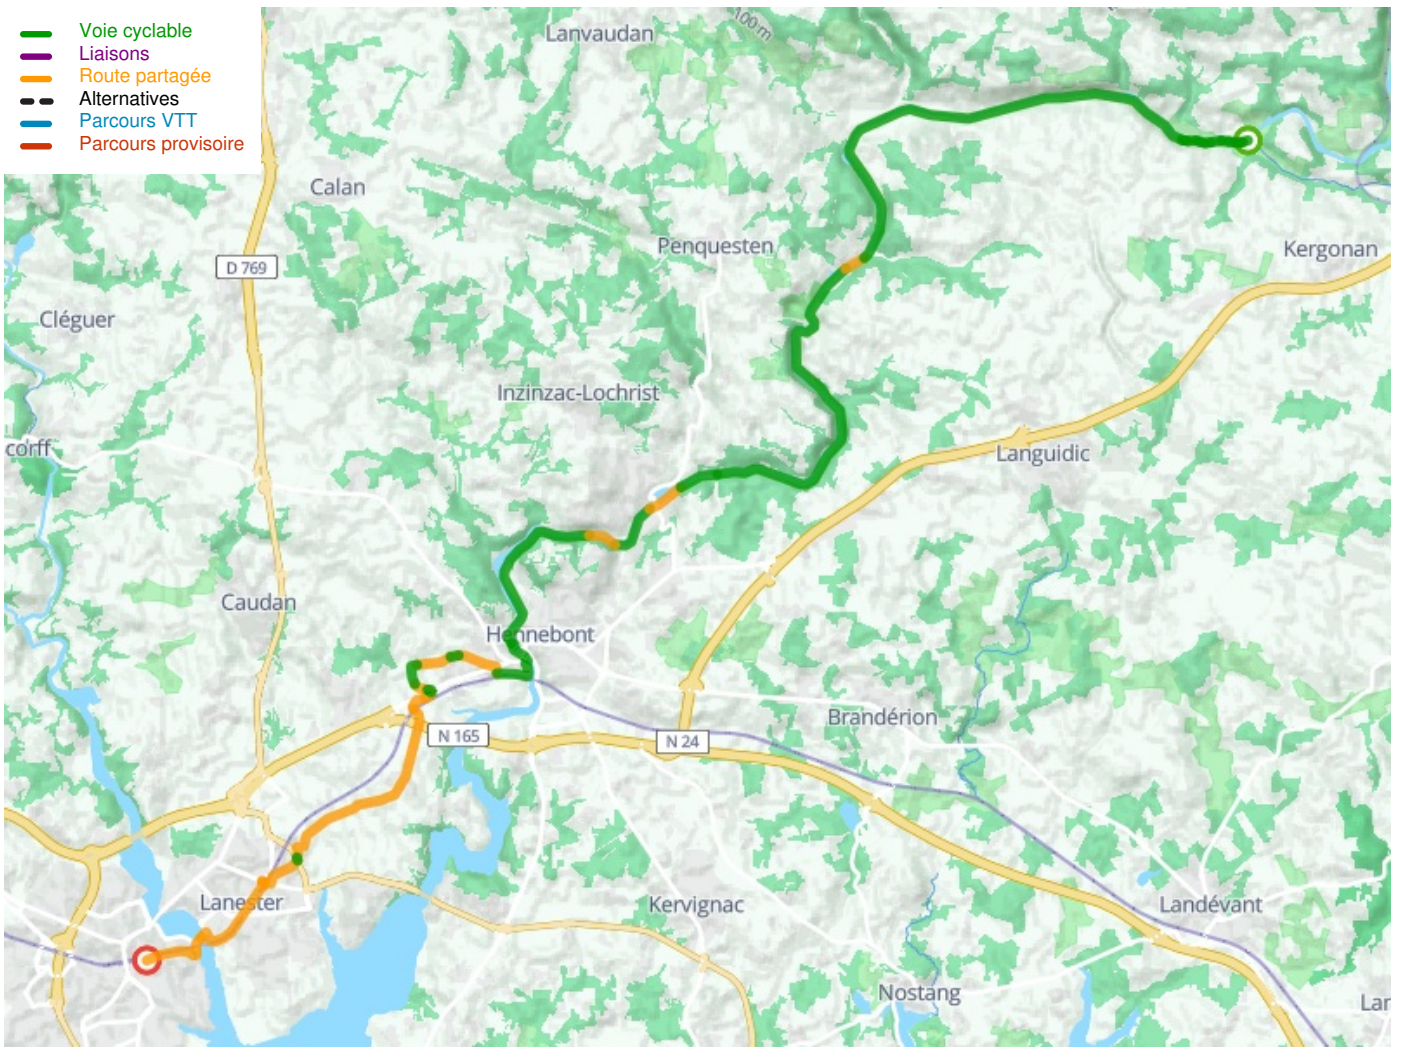 Voie cyclable
Liaisons
Route partagée
Alternatives
Parcours VTT
Parcours provisoire
Lanvaudan
100 m
Calan
Penquesten
Kergonan
D 769
Cléguer
Inzinzac-Lochrist
corff
Languidic
Caudan
Hennebont
Brandérion
N 165
N 24
Lanester
Kervignac
Landévant
Nostang
Lar